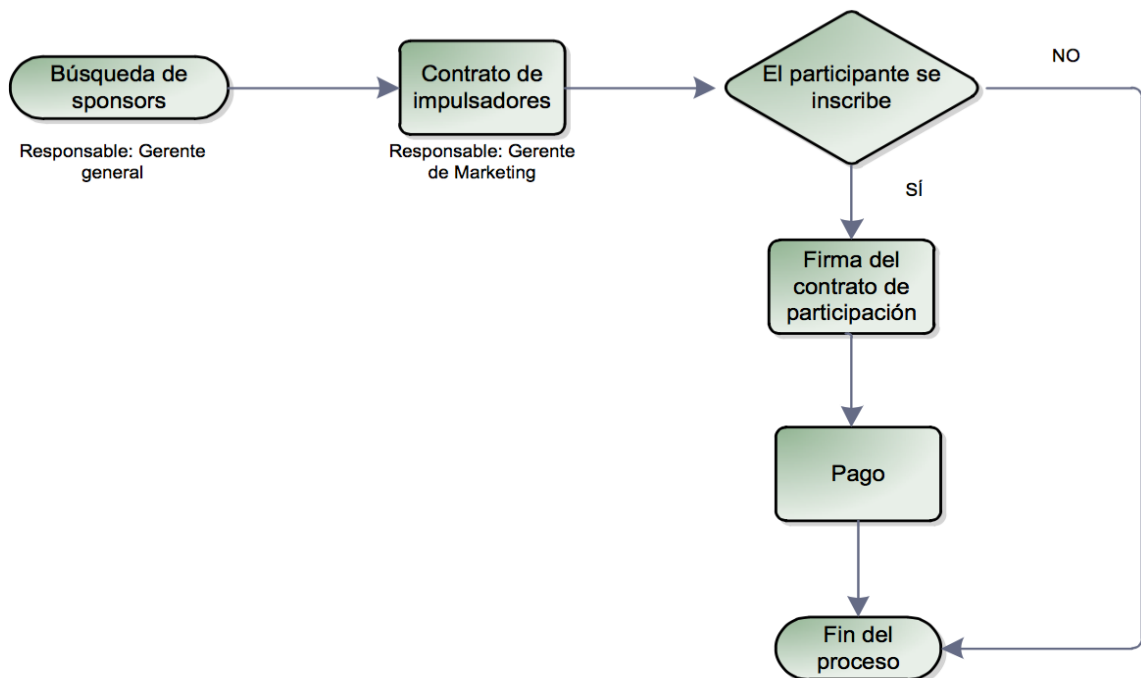 Búsqueda de
sponsors
Responsable: Gerente
general
Contrato de
impulsadores
Responsable: Gerente
de Marketing
El participante se
inscribe
NO
SÍ
Firma del
contrato de
participación
Pago
Fin del
proceso